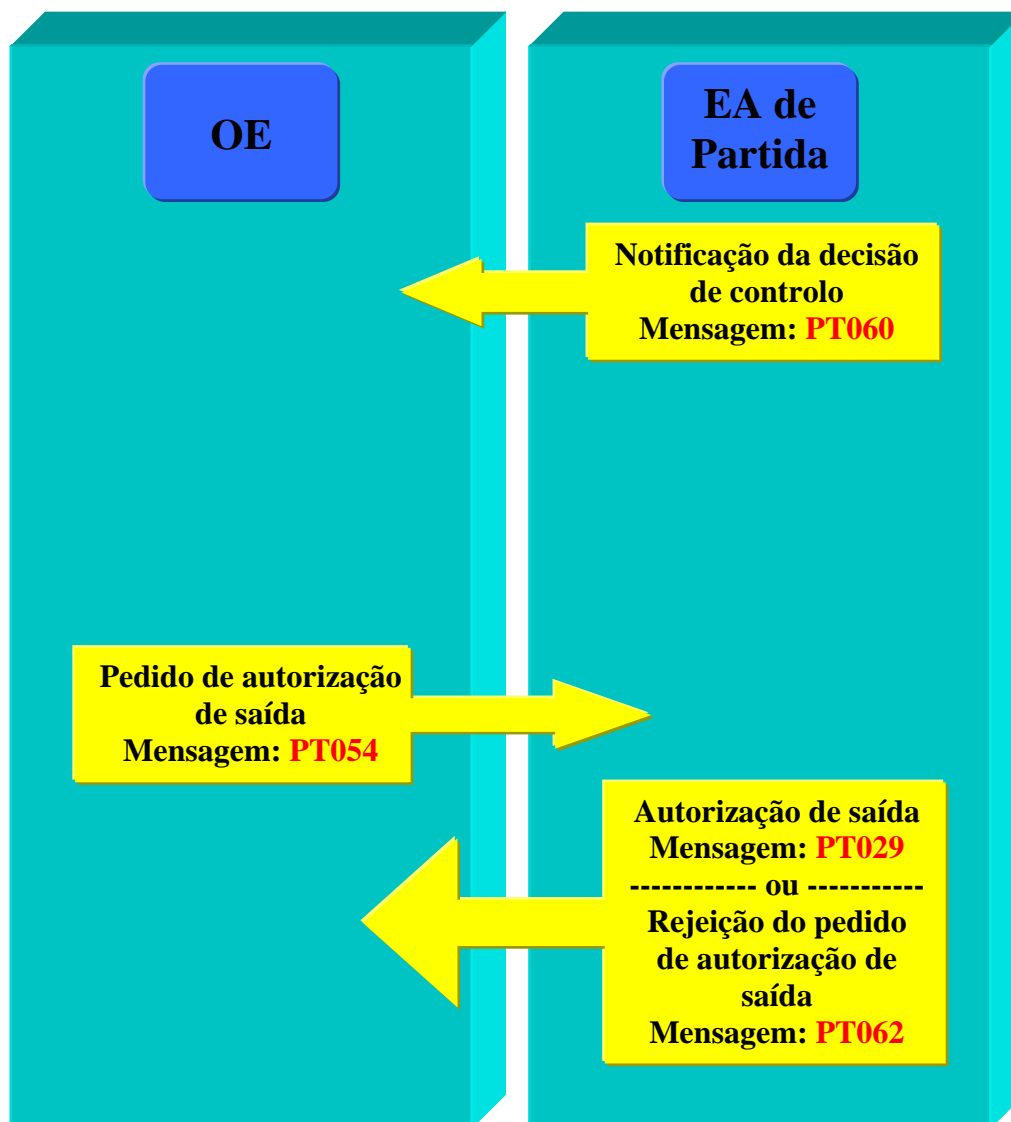 OE
EA de
Partida
Notificação da decisão
de controlo
Mensagem: PT060
Pedido de autorização
de saída
Mensagem: PT054
Autorização de saída
Mensagem: PT029
------------ ou -----------
Rejeição do pedido
de autorização de
saída
Mensagem: PT062